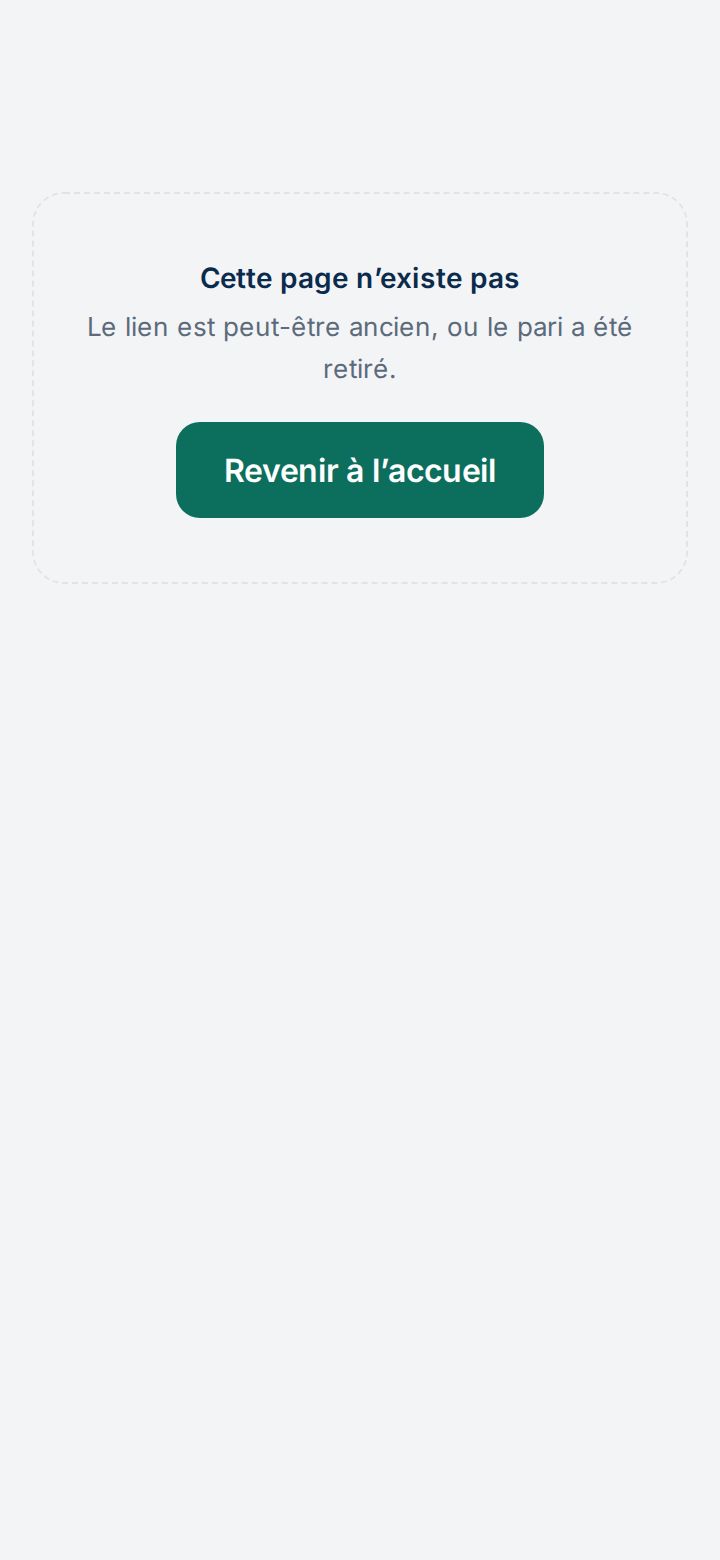 Cette page n’existe pas
Le lien est peut-être ancien, ou le pari a été
retiré.
Revenir à l’accueil